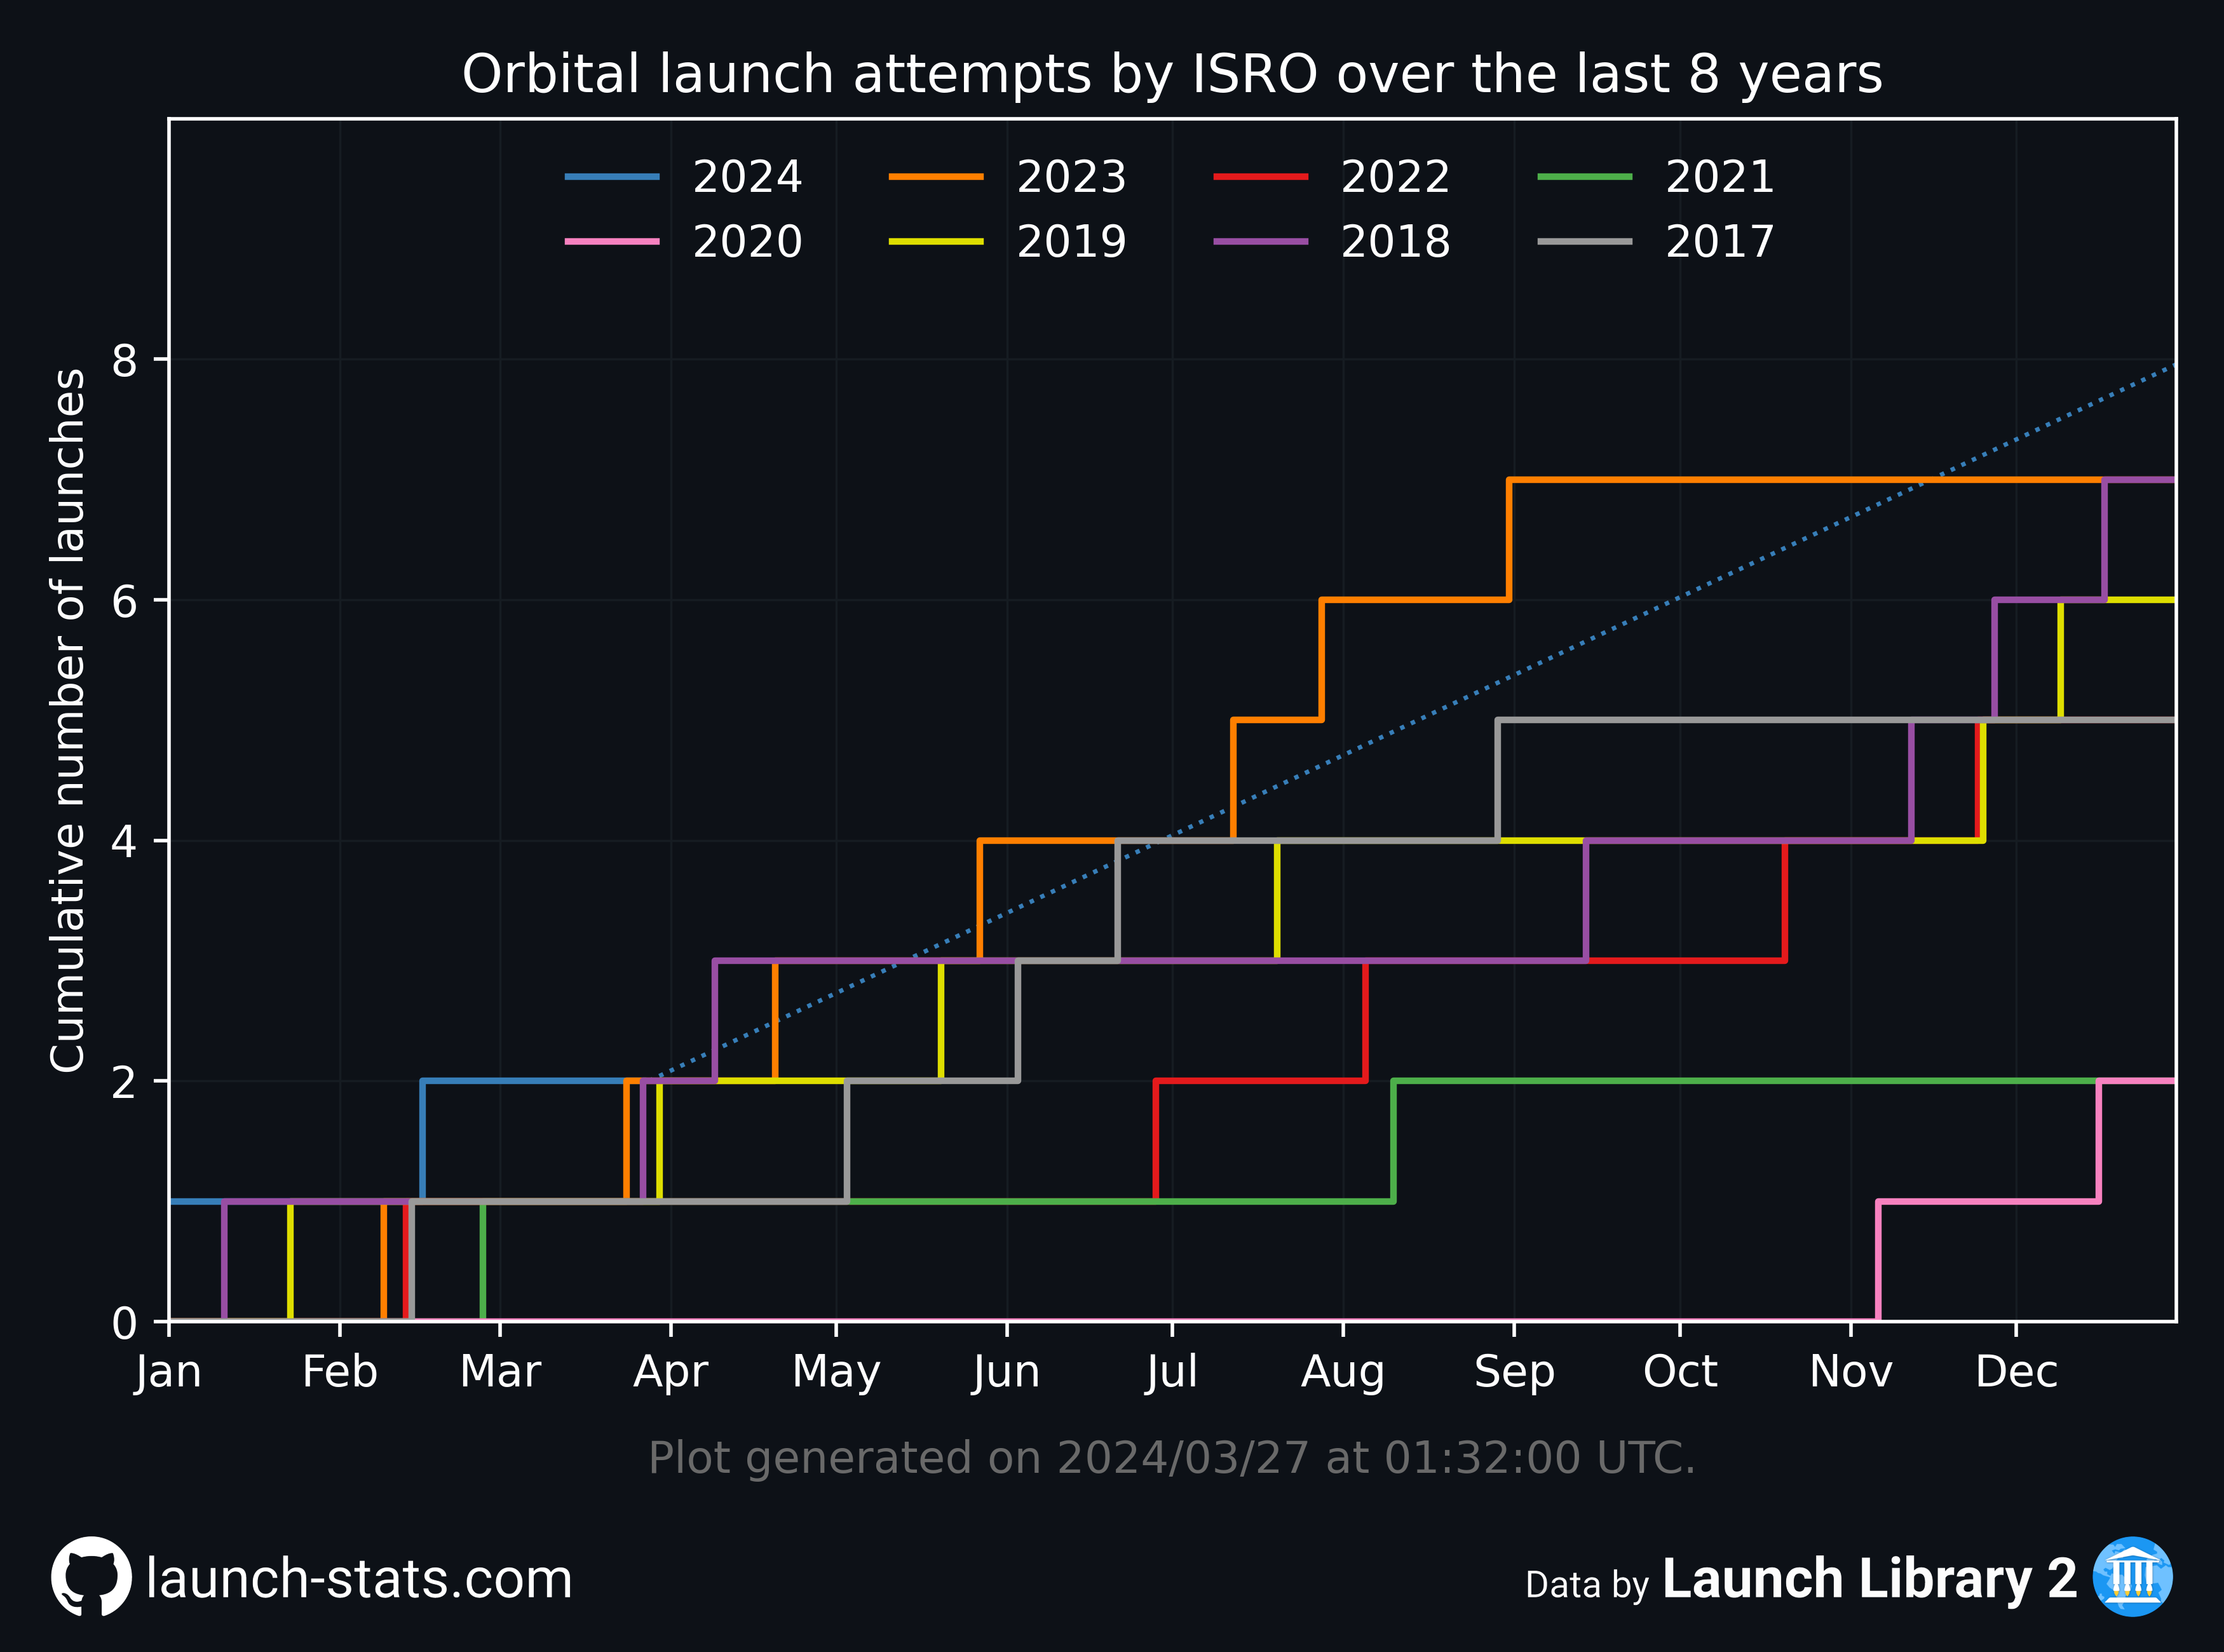 Orbital launch attempts by ISRO over the last 8 years
2024 2023 2022 2021
2020 2019 2018 2017
Cumulative number of launches
8
6
4
2
0
Jan Feb Mar Apr May Jun Jul Aug Sep Oct Nov Dec
Plot generated on 2024/03/27 at 01:32:00 UTC.
launch-stats.com
Data by Launch Library 2